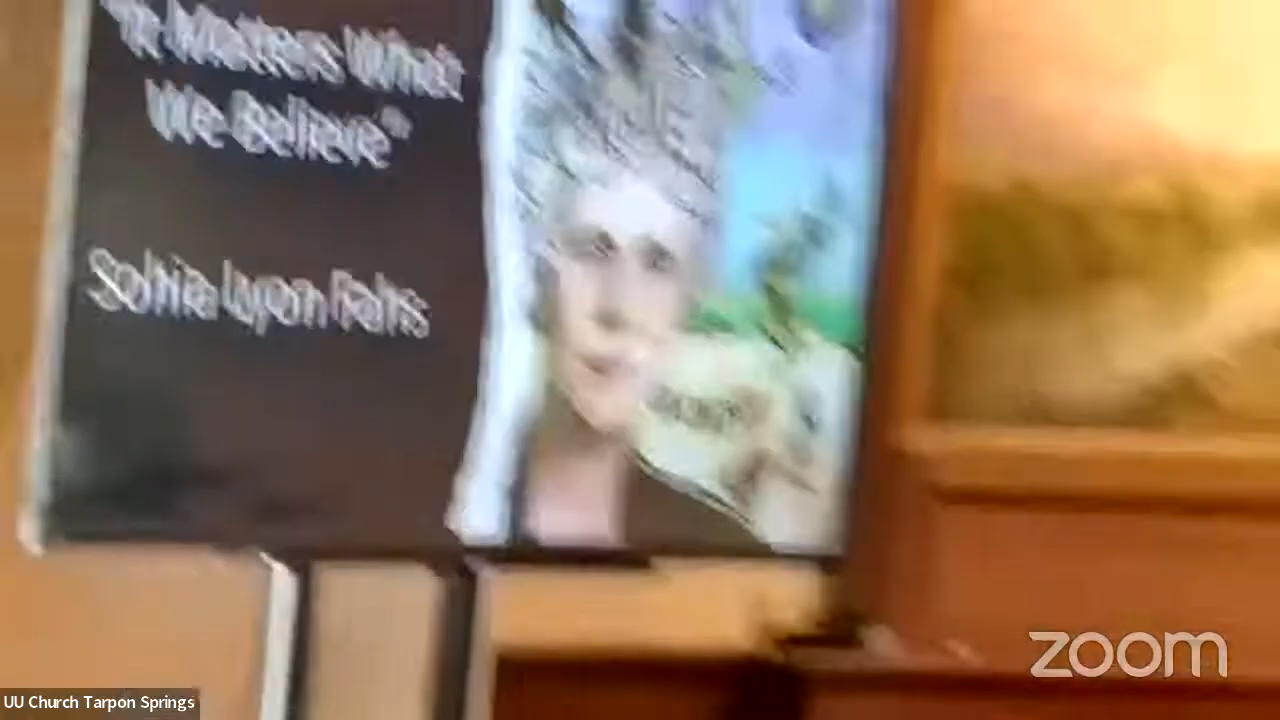 "It Matters What
We Believe"
Sophia Lyon Fahs
zoom
UU Church Tarpon Springs